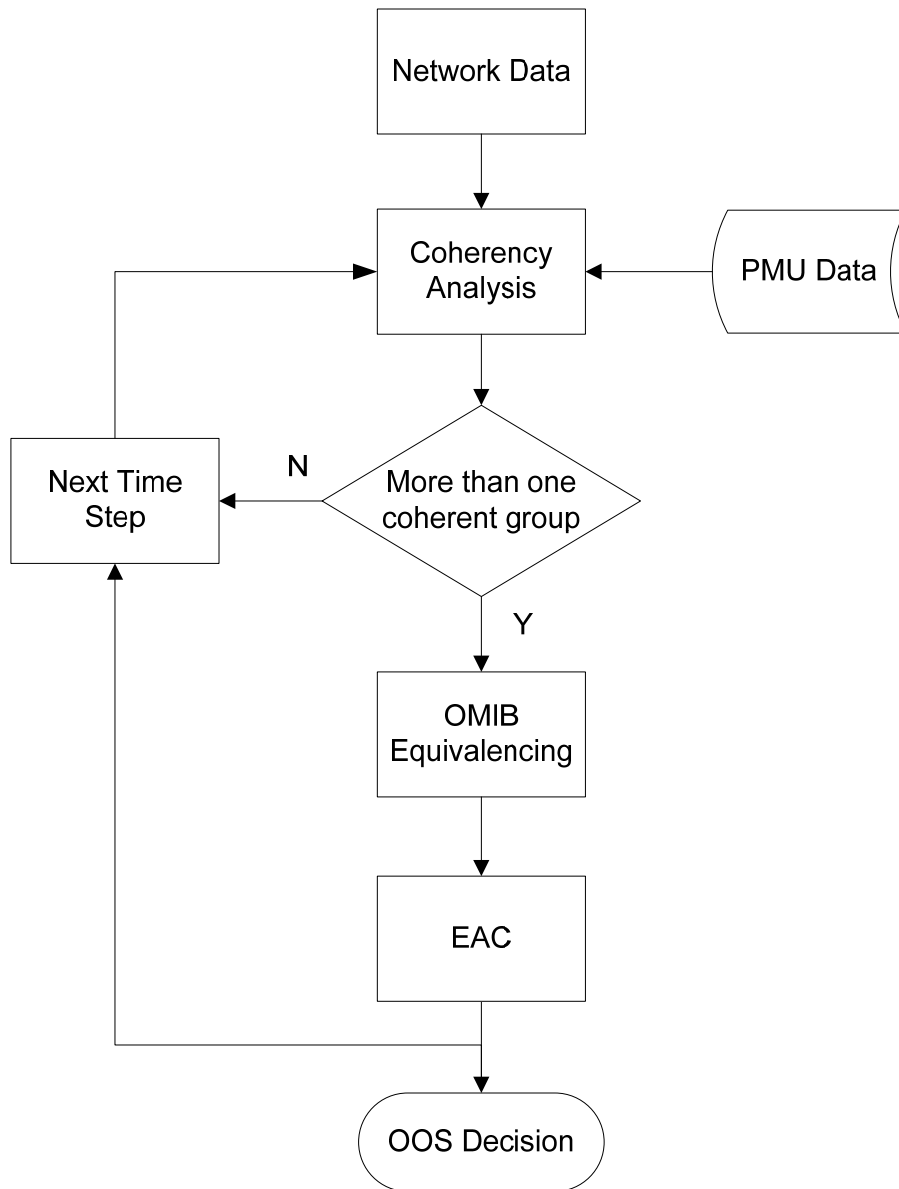 Network Data
Coherency
Analysis
PMU Data
Next Time
Step
N
More than one
coherent group
Y
OMIB
Equivalencing
EAC
OOS Decision